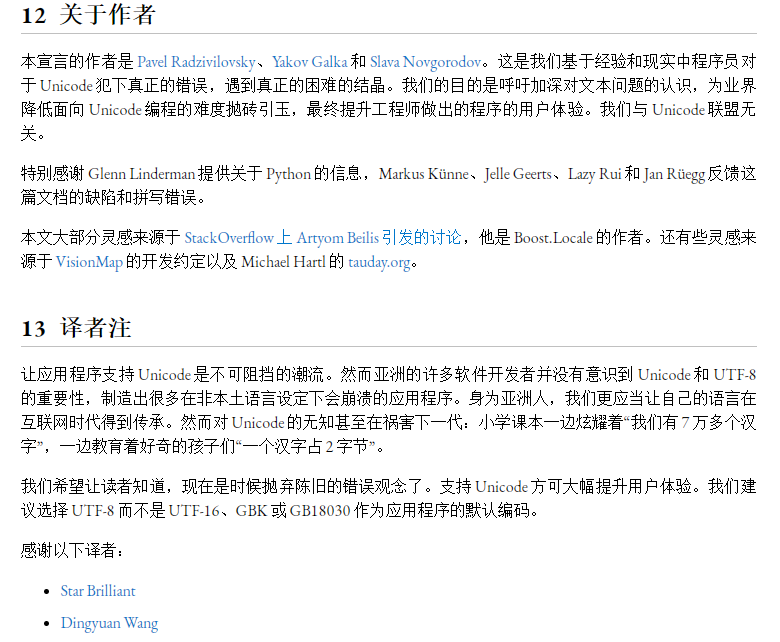 12 关于作者
本宣言的作者是 Pavel Radzivilovsky、Yakov Galka 和 Slava Novgorodov。这是我们基于经验和现实中程序员对
于 Unicode 犯下真正的错误，遇到真正的困难的结晶。我们的目的是呼吁加深对文本问题的认识，为业界
降低面向 Unicode 编程的难度抛砖引玉，最终提升工程师做出的程序的用户体验。我们与 Unicode 联盟无
关。
特别感谢 Glenn Linderman 提供关于 Python 的信息，Markus Künne、Jelle Geerts、Lazy Rui 和 Jan Rüegg 反馈这
篇文档的缺陷和拼写错误。
本文大部分灵感来源于 StackOverflow 上 Artyom Beilis 引发的讨论，他是 Boost.Locale 的作者。还有些灵感来
源于 VisionMap 的开发约定以及 Michael Hartl 的 tauday.org。
13 译者注
让应用程序支持 Unicode 是不可阻挡的潮流。然而亚洲的许多软件开发者并没有意识到 Unicode 和 UTF-8
的重要性，制造出很多在非本土语言设定下会崩溃的应用程序。身为亚洲人，我们更应当让自己的语言在
互联网时代得到传承。然而对 Unicode 的无知甚至在祸害下一代：小学课本一边炫耀着“我们有 7 万多个汉
字”，一边教育着好奇的孩子们“一个汉字占 2 字节”。
我们希望让读者知道，现在是时候抛弃陈旧的错误观念了。支持 Unicode 方可大幅提升用户体验。我们建
议选择 UTF-8 而不是 UTF-16、GBK 或 GB18030 作为应用程序的默认编码。
感谢以下译者：
• Star Brilliant
• Dingyuan Wang